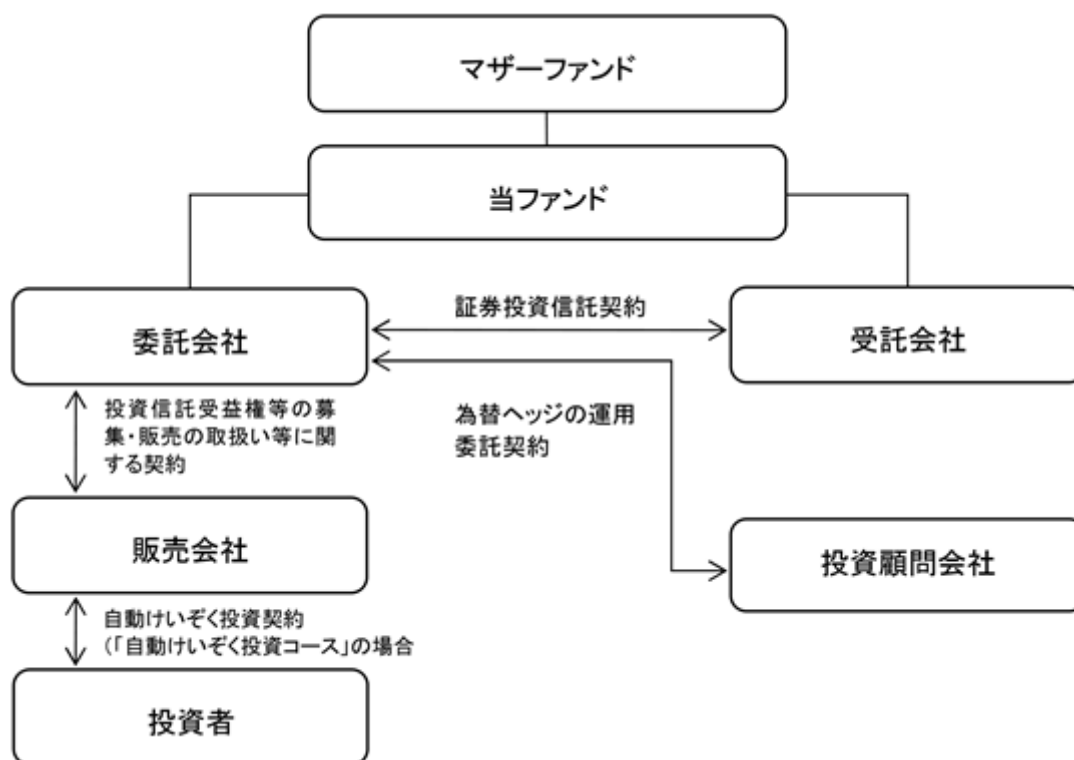 マザーファンド
当ファンド
委託会社
証券投資信託契約
受託会社
投資信託受益権等の募
集・販売の取扱い等に関
する契約
為替ヘッジの運用
委託契約
販売会社
投資顧問会社
自動けいぞく投資契約
(「自動けいぞく投資コース」の場合
投資者